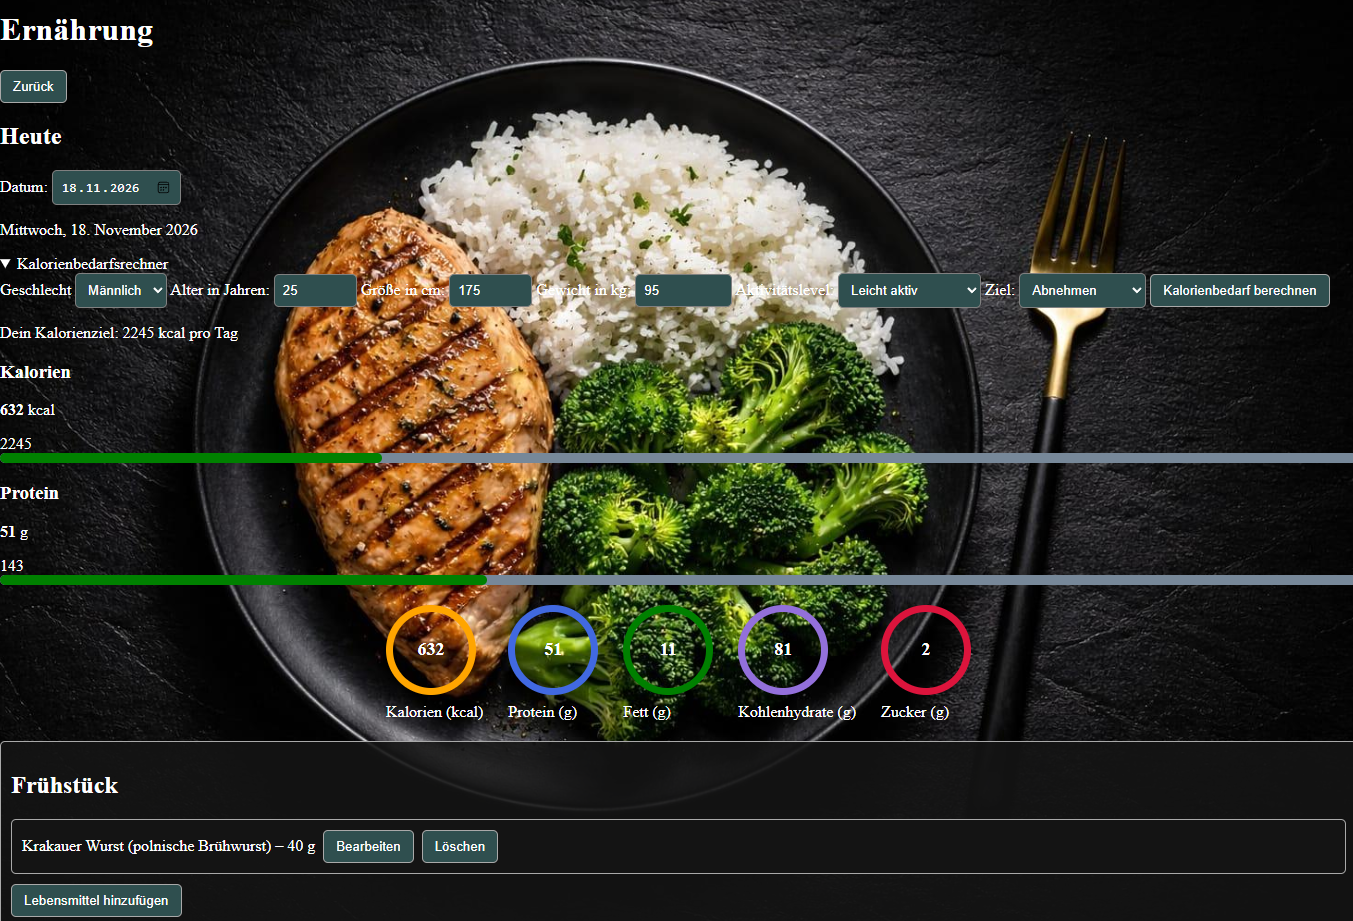 Ernährung
Zurück
Heute
Datum: 18.11.2026
Mittwoch, 18. November 2026
▼ Kalorienbedarfsrechner
Geschlecht Männlich Alter in Jahren: 25 Größe in cm: 175 Gewicht in kg: 95 Aktivitätslevel: Leicht aktiv Ziel: Abnehmen Kalorienbedarf berechnen
Dein Kalorienziel: 2245 kcal pro Tag
Kalorien
632 kcal
2245
Protein
51 g
143
632 51 11 81 2
Kalorien (kcal) Protein (g) Fett (g) Kohlenhydrate (g) Zucker (g)
Frühstück
Krakauer Wurst (polnische Brühwurst) – 40 g Bearbeiten Löschen
Lebensmittel hinzufügen